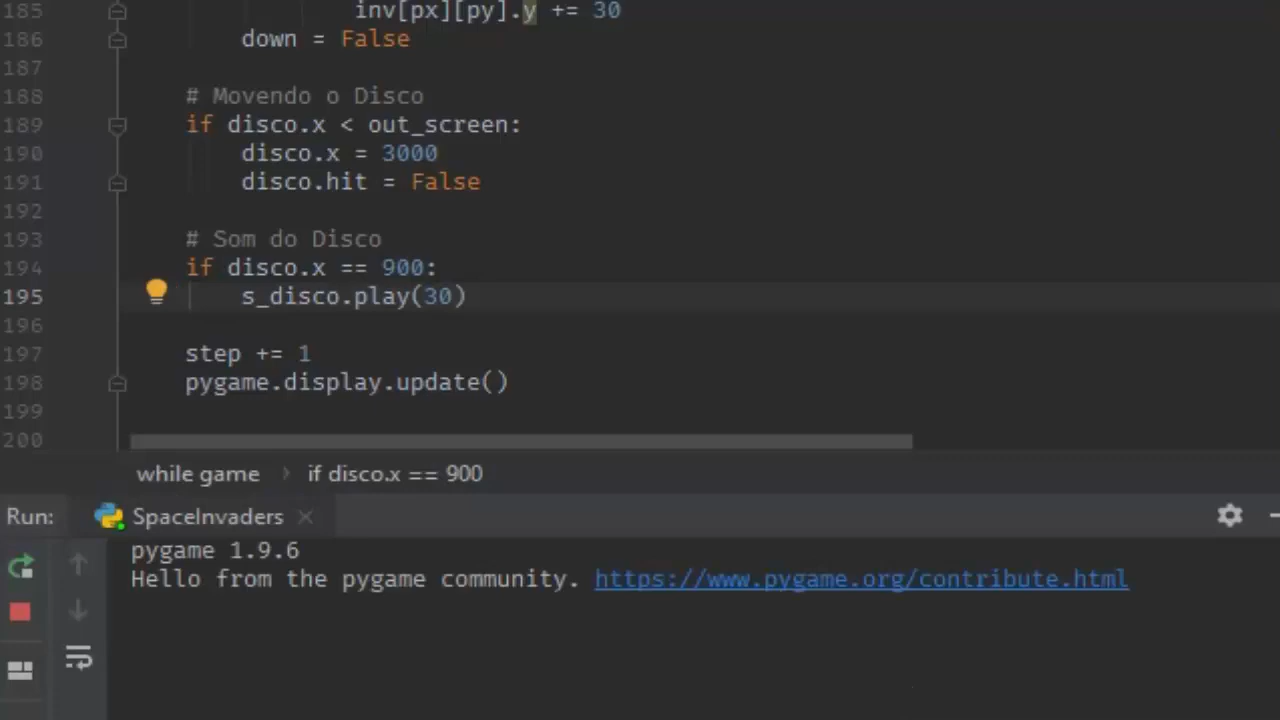 185 inv[px][py].y += 30
186 down = False
187
188 # Movendo o Disco
189 if disco.x < out_screen:
190 disco.x = 3000
191 disco.hit = False
192
193 # Som do Disco
194 if disco.x == 900:
195 s_disco.play(30)
196
197 step += 1
198 pygame.display.update()
199
200
while game > if disco.x == 900
Run: SpaceInvaders
pygame 1.9.6
Hello from the pygame community. https://www.pygame.org/contribute.html